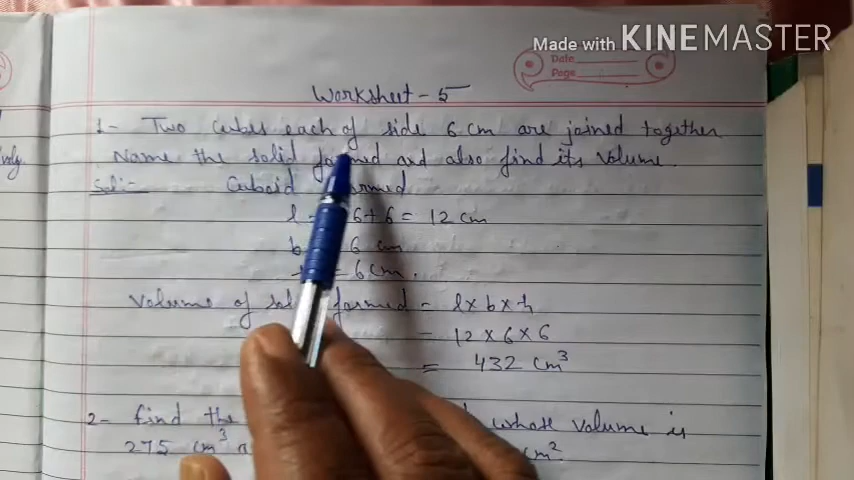 Made with KINEMASTER
Date
Page
Worksheet - 5
1- Two cubes each of side 6 cm are joined together
Name the solid formed and also find its volume.
Sol:- Cuboid formed
l = 6+6 = 12 cm
b 6 cm
= 6 cm.
Volume of formed = l × b × h
= 12 × 6 × 6
= 432 cm³
2- find the whose volume is
275 cm³ cm²